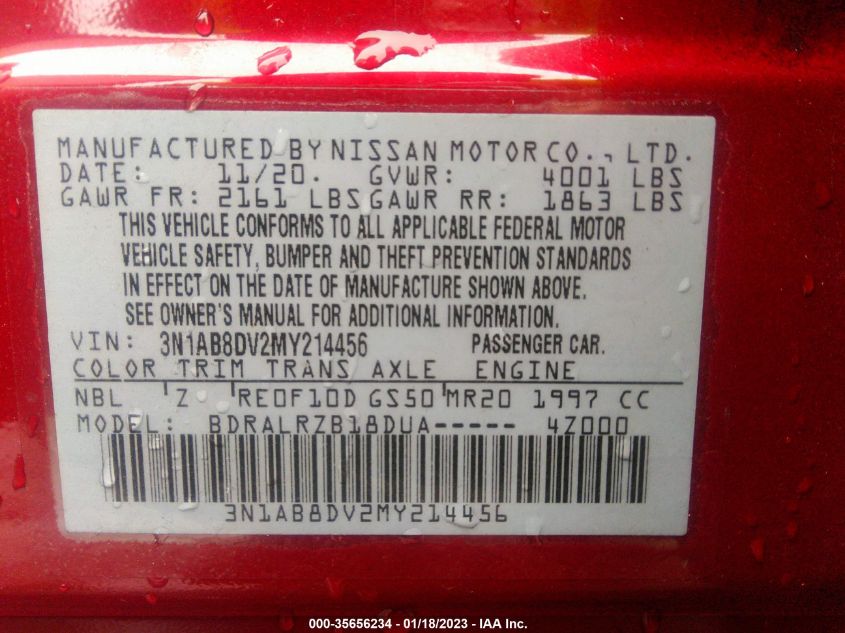 MANUFACTURED BY NISSAN MOTOR CO., LTD.
DATE: 11/20. GVWR: 4001 LBS
GAWR FR: 2161 LBS GAWR RR: 1863 LBS
THIS VEHICLE CONFORMS TO ALL APPLICABLE FEDERAL MOTOR
VEHICLE SAFETY, BUMPER AND THEFT PREVENTION STANDARDS
IN EFFECT ON THE DATE OF MANUFACTURE SHOWN ABOVE.
SEE OWNER'S MANUAL FOR ADDITIONAL INFORMATION.
VIN: 3N1AB8DV2MY214456 PASSENGER CAR.
COLOR TRIM TRANS AXLE ENGINE
NBL Z RE0F10D GS50 MR20 1997 CC
MODEL: BDRALRZB18DUA----- 4Z000
3N1AB8DV2MY214456
000-35656234 - 01/18/2023 - IAA Inc.